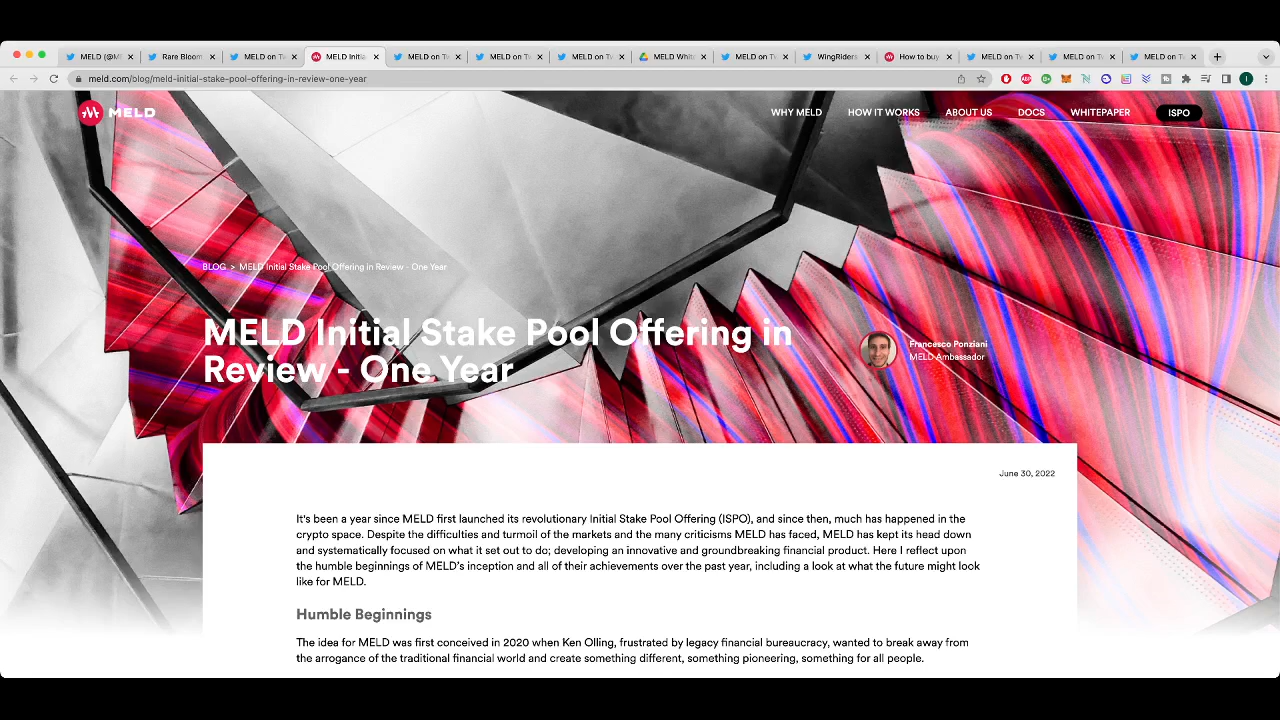 MELD (@ME
Rare Bloom
MELD on Tw
MELD Initia
MELD on Tw
MELD on Tw
MELD on Tw
MELD White
MELD on Tw
WingRiders
How to buy
MELD on Tw
MELD on Tw
MELD on Tw
meld.com/blog/meld-initial-stake-pool-offering-in-review-one-year
MELD
WHY MELD
HOW IT WORKS
ABOUT US
DOCS
WHITEPAPER
ISPO
BLOG > MELD Initial Stake Pool Offering in Review - One Year
MELD Initial Stake Pool Offering in
Review - One Year
Francesco Ponziani
MELD Ambassador
June 30, 2022
It's been a year since MELD first launched its revolutionary Initial Stake Pool Offering (ISPO), and since then, much has happened in the
crypto space. Despite the difficulties and turmoil of the markets and the many criticisms MELD has faced, MELD has kept its head down
and systematically focused on what it set out to do; developing an innovative and groundbreaking financial product. Here I reflect upon
the humble beginnings of MELD's inception and all of their achievements over the past year, including a look at what the future might look
like for MELD.
Humble Beginnings
The idea for MELD was first conceived in 2020 when Ken Olling, frustrated by legacy financial bureaucracy, wanted to break away from
the arrogance of the traditional financial world and create something different, something pioneering, something for all people.